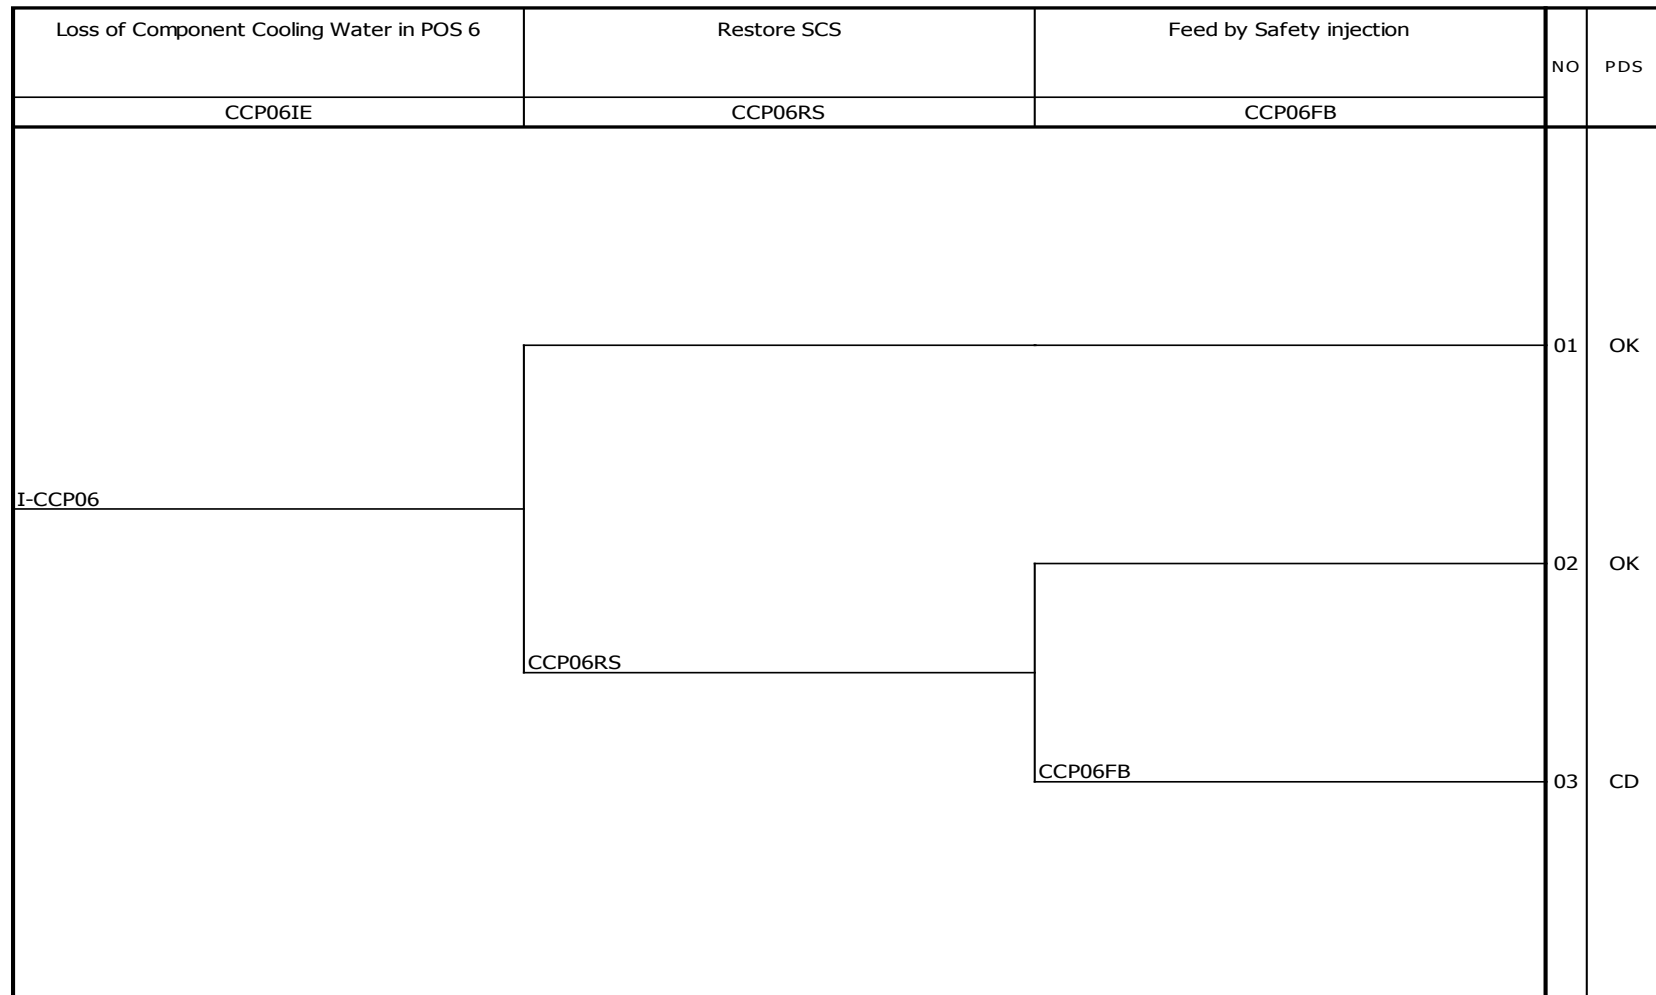 Loss of Component Cooling Water in POS 6
Restore SCS
Feed by Safety injection
NO
PDS
CCP06IE
CCP06RS
CCP06FB
01
OK
I-CCP06
02
OK
CCP06RS
CCP06FB
03
CD